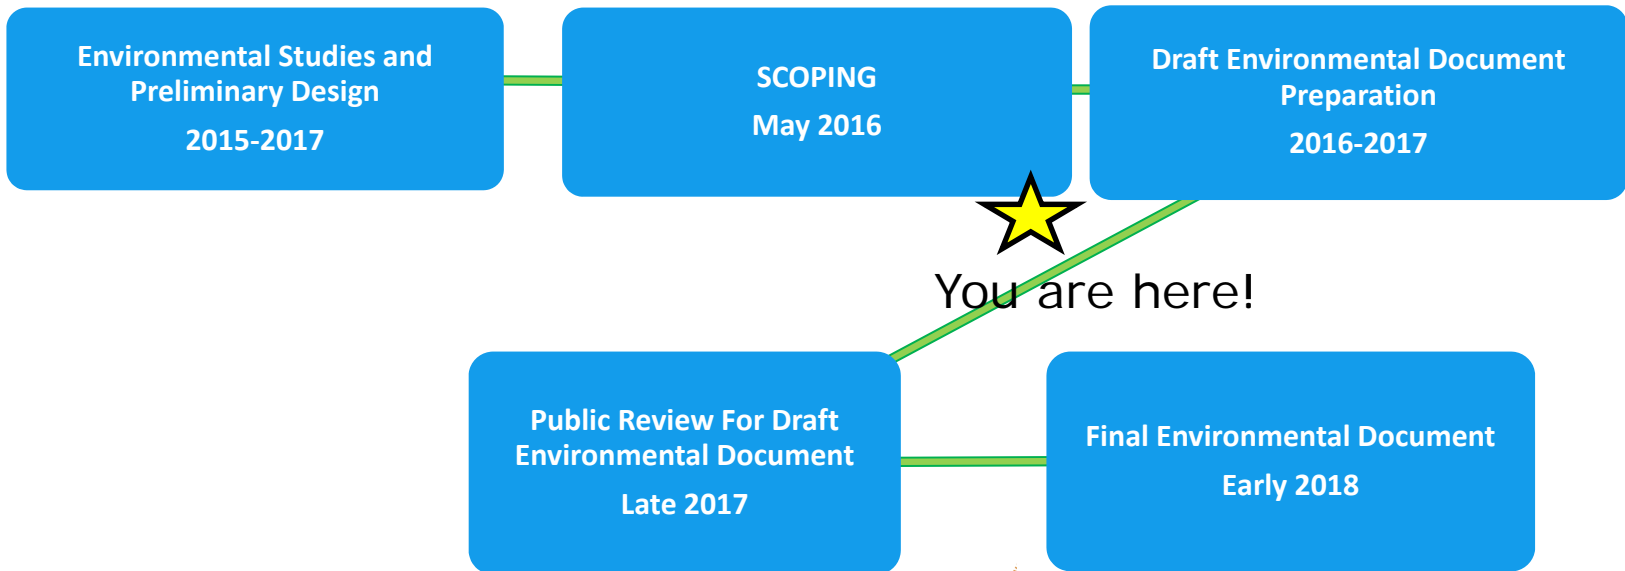 Environmental Studies and
Preliminary Design
2015-2017
SCOPING
May 2016
Draft Environmental Document
Preparation
2016-2017
You are here!
Public Review For Draft
Environmental Document
Late 2017
Final Environmental Document
Early 2018